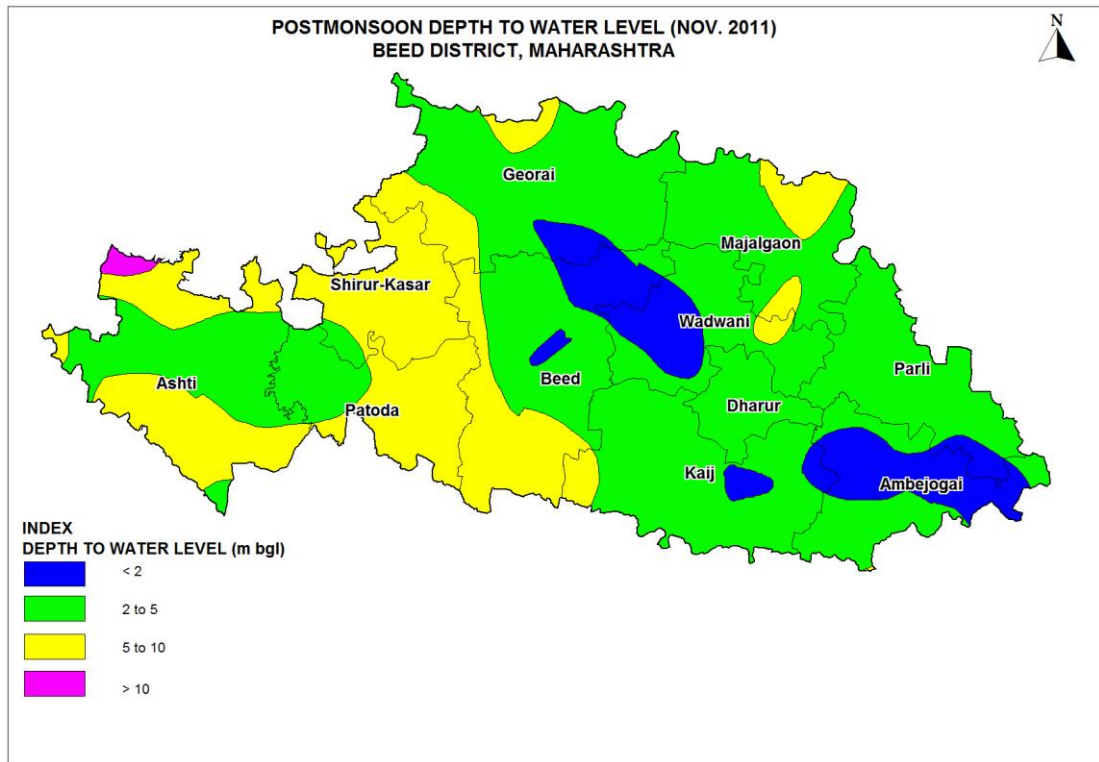 POSTMONSOON DEPTH TO WATER LEVEL (NOV. 2011)
BEED DISTRICT, MAHARASHTRA
N
Georai
Majalgaon
Shirur-Kasar
Wadwani
Beed
Parli
Ashti
Patoda
Dharur
Kaij
Ambejogai
INDEX
DEPTH TO WATER LEVEL (m bgl)
< 2
2 to 5
5 to 10
> 10